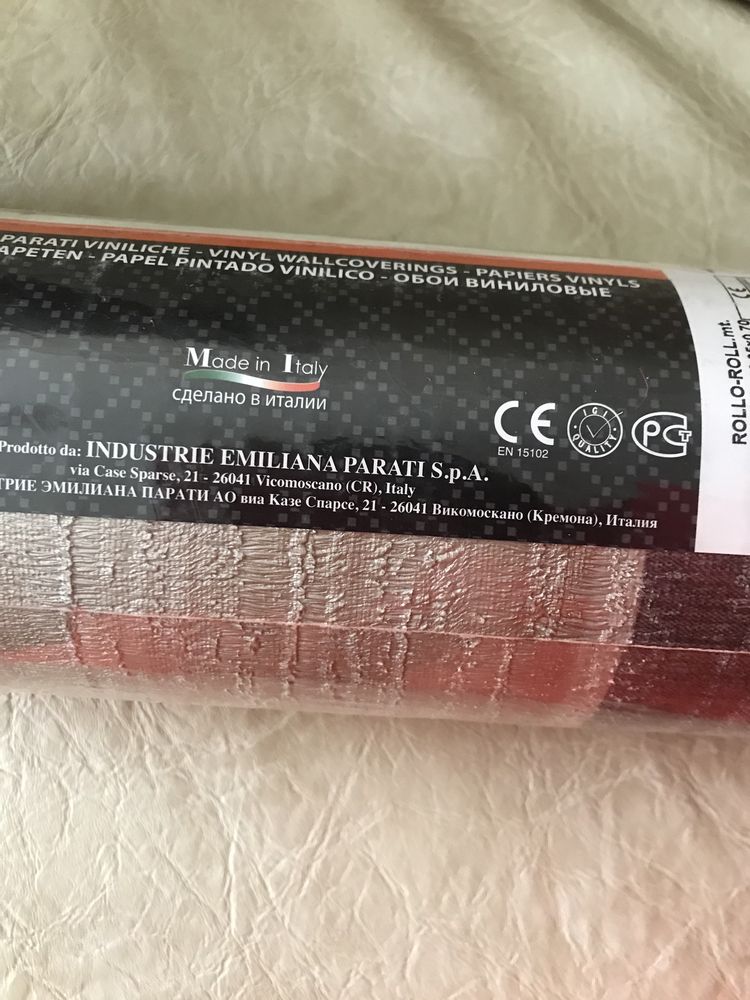 PARATI VINILICHE - VINYL WALLCOVERINGS - PAPIERS VINYLS
APETEN - PAPEL PINTADO VINILICO - ОБОИ ВИНИЛОВЫЕ
Made in Italy
сделано в италии
CE
EN 15102
IGI
QUALITY
РСТ
Prodotto da: INDUSTRIE EMILIANA PARATI S.p.A.
via Case Sparse, 21 - 26041 Vicomoscano (CR), Italy
ТРИЕ ЭМИЛИАНА ПАРАТИ АО виа Казе Спарсе, 21 - 26041 Викомоскано (Кремона), Италия
ROLLO-ROLL.mt.